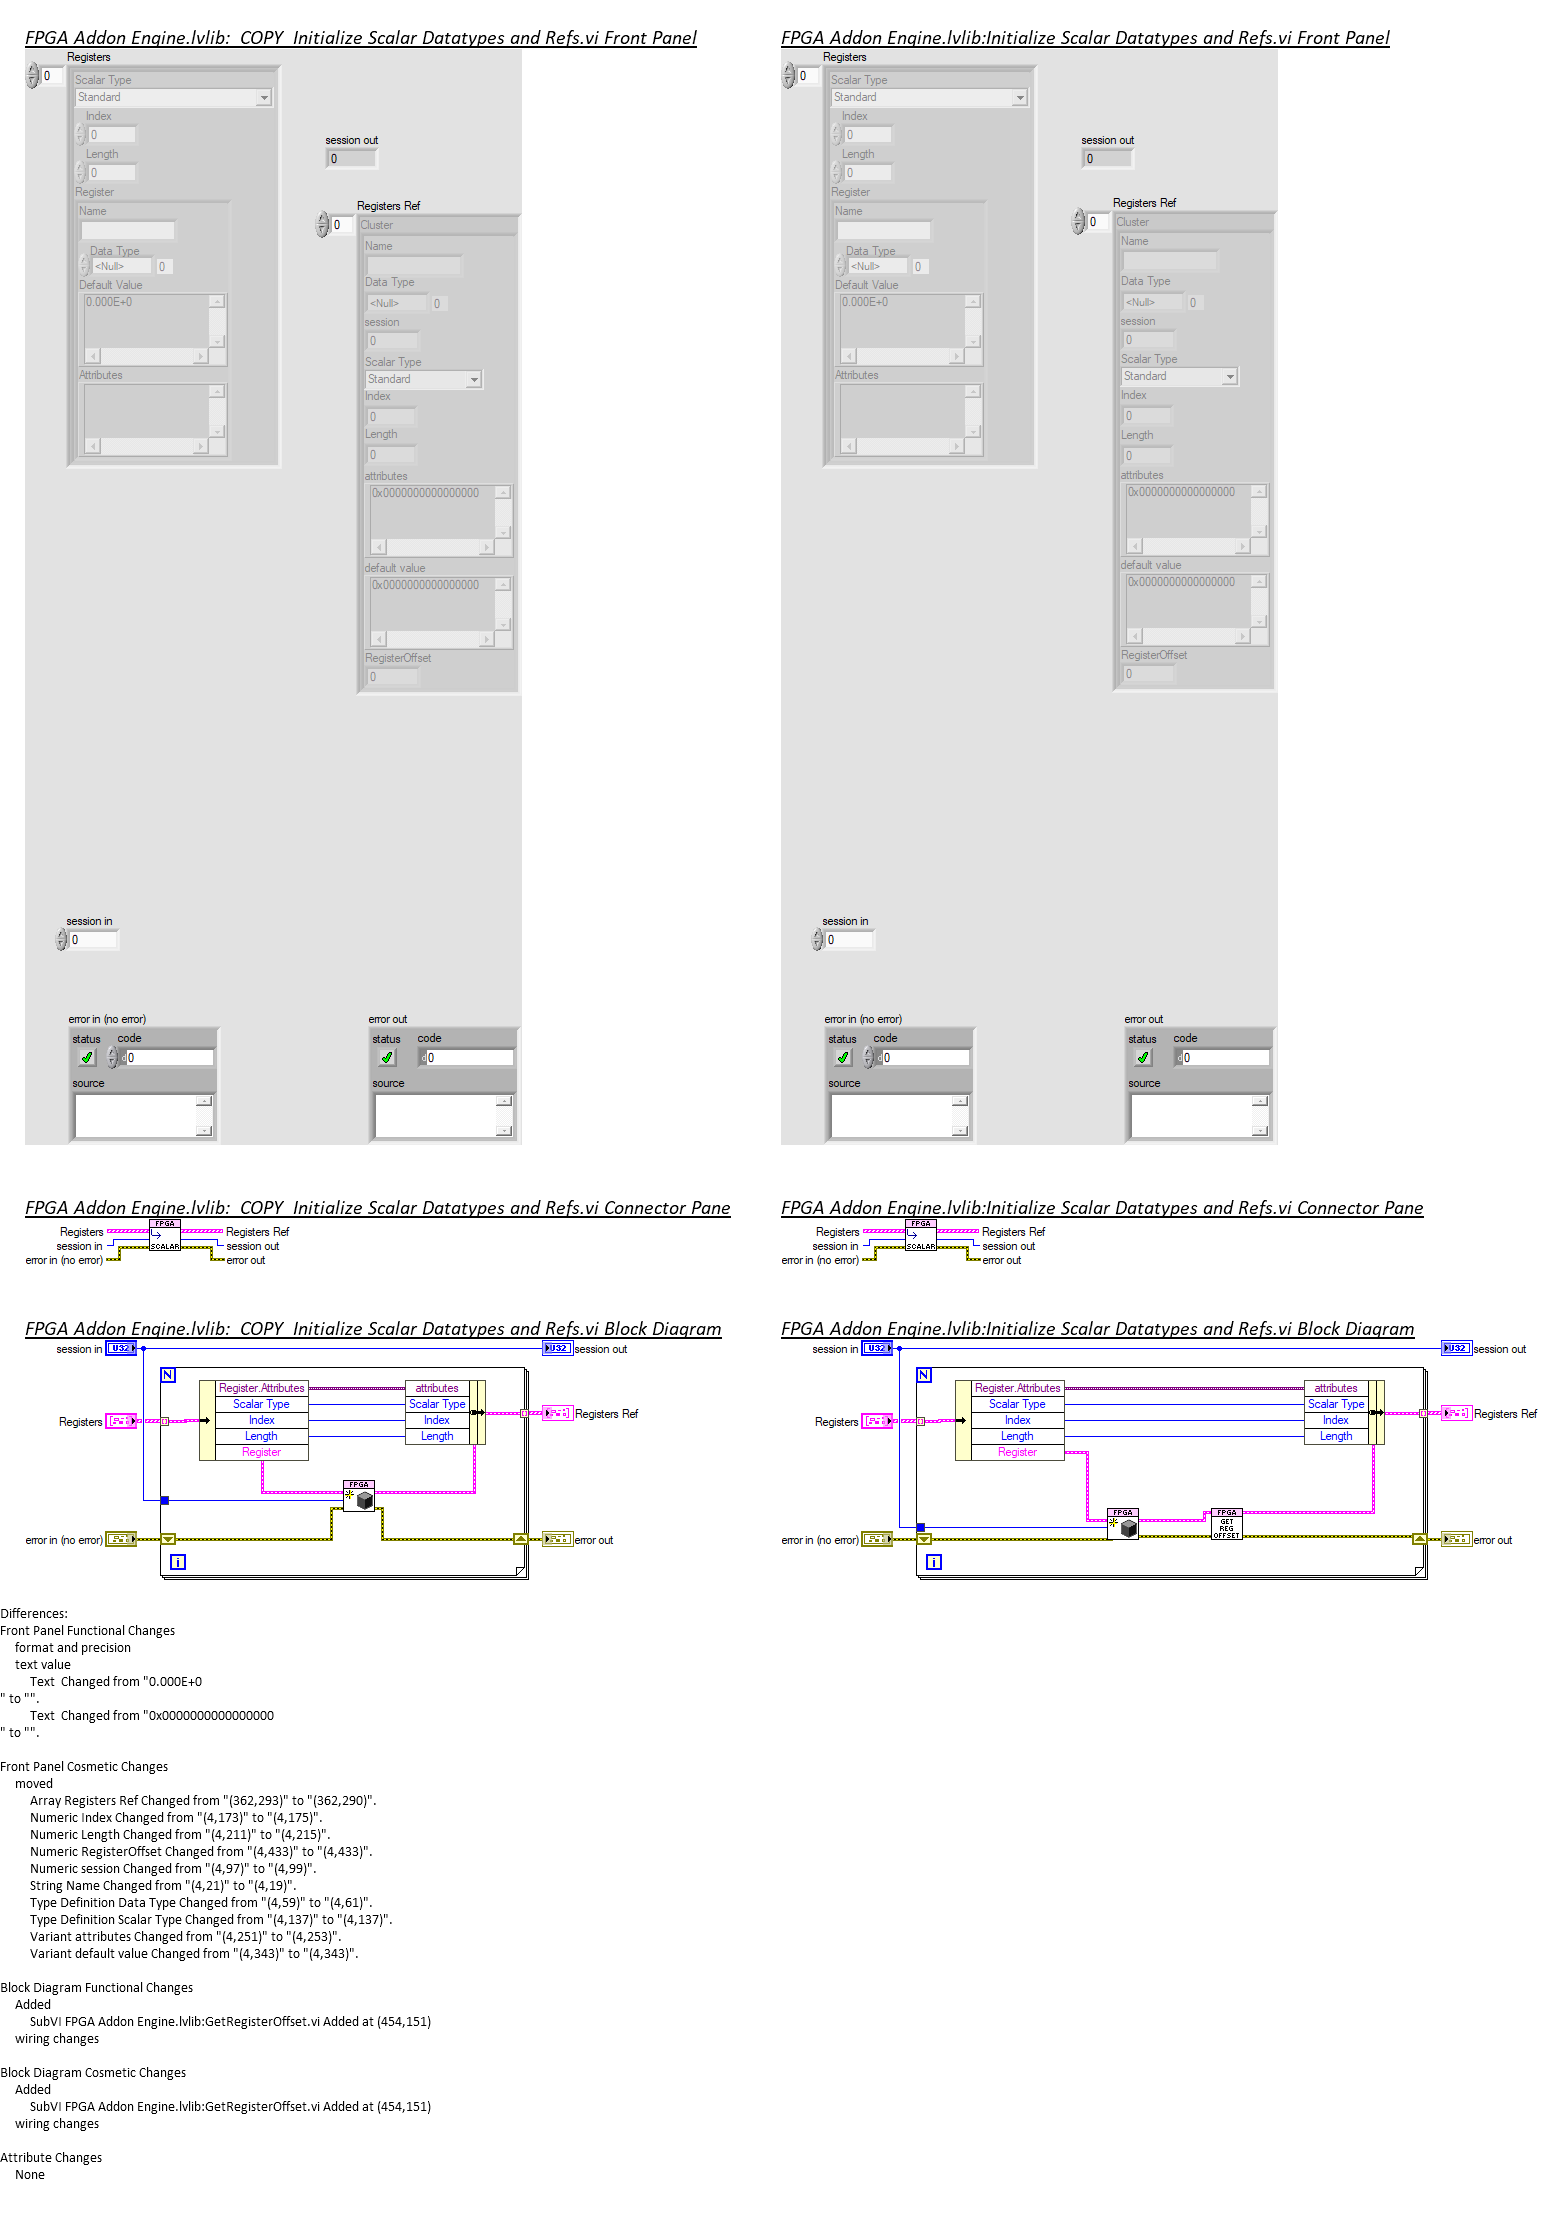 FPGA Addon Engine.lvlib:  COPY  Initialize Scalar Datatypes and Refs.vi Front Panel
Registers
0
Scalar Type
Standard
Index
0
Length
0
Register
Name
Data Type
<Null> 0
Default Value
0.000E+0
Attributes
session out
0
Registers Ref
0
Cluster
Name
Data Type
<Null> 0
session
0
Scalar Type
Standard
Index
0
Length
0
attributes
0x0000000000000000
default value
0x0000000000000000
RegisterOffset
0
session in
0
error in (no error)
status code
d 0
source
error out
status code
d 0
source
FPGA Addon Engine.lvlib:Initialize Scalar Datatypes and Refs.vi Front Panel
Registers
0
Scalar Type
Standard
Index
0
Length
0
Register
Name
Data Type
<Null> 0
Default Value
0.000E+0
Attributes
session out
0
Registers Ref
0
Cluster
Name
Data Type
<Null> 0
session
0
Scalar Type
Standard
Index
0
Length
0
attributes
0x0000000000000000
default value
0x0000000000000000
RegisterOffset
0
session in
0
error in (no error)
status code
d 0
source
error out
status code
d 0
source
FPGA Addon Engine.lvlib:  COPY  Initialize Scalar Datatypes and Refs.vi Connector Pane
FPGA
Registers Registers Ref
session in session out
SCALAR
error in (no error) error out
FPGA Addon Engine.lvlib:Initialize Scalar Datatypes and Refs.vi Connector Pane
FPGA
Registers Registers Ref
session in session out
SCALAR
error in (no error) error out
FPGA Addon Engine.lvlib:  COPY  Initialize Scalar Datatypes and Refs.vi Block Diagram
session in U32 U32 session out
N
Register.Attributes attributes
Scalar Type Scalar Type
Registers Index Index Registers Ref
Length Length
Register
FPGA
error in (no error) error out
i
FPGA Addon Engine.lvlib:Initialize Scalar Datatypes and Refs.vi Block Diagram
session in U32 U32 session out
N
Register.Attributes attributes
Scalar Type Scalar Type
Registers Index Index Registers Ref
Length Length
Register
FPGA FPGA
GET
REG
OFFSET
error in (no error) error out
i
Differences:
Front Panel Functional Changes
format and precision
text value
Text  Changed from "0.000E+0
" to "".
Text  Changed from "0x0000000000000000
" to "".
Front Panel Cosmetic Changes
moved
Array Registers Ref Changed from "(362,293)" to "(362,290)".
Numeric Index Changed from "(4,173)" to "(4,175)".
Numeric Length Changed from "(4,211)" to "(4,215)".
Numeric RegisterOffset Changed from "(4,433)" to "(4,433)".
Numeric session Changed from "(4,97)" to "(4,99)".
String Name Changed from "(4,21)" to "(4,19)".
Type Definition Data Type Changed from "(4,59)" to "(4,61)".
Type Definition Scalar Type Changed from "(4,137)" to "(4,137)".
Variant attributes Changed from "(4,251)" to "(4,253)".
Variant default value Changed from "(4,343)" to "(4,343)".
Block Diagram Functional Changes
Added
SubVI FPGA Addon Engine.lvlib:GetRegisterOffset.vi Added at (454,151)
wiring changes
Block Diagram Cosmetic Changes
Added
SubVI FPGA Addon Engine.lvlib:GetRegisterOffset.vi Added at (454,151)
wiring changes
Attribute Changes
None